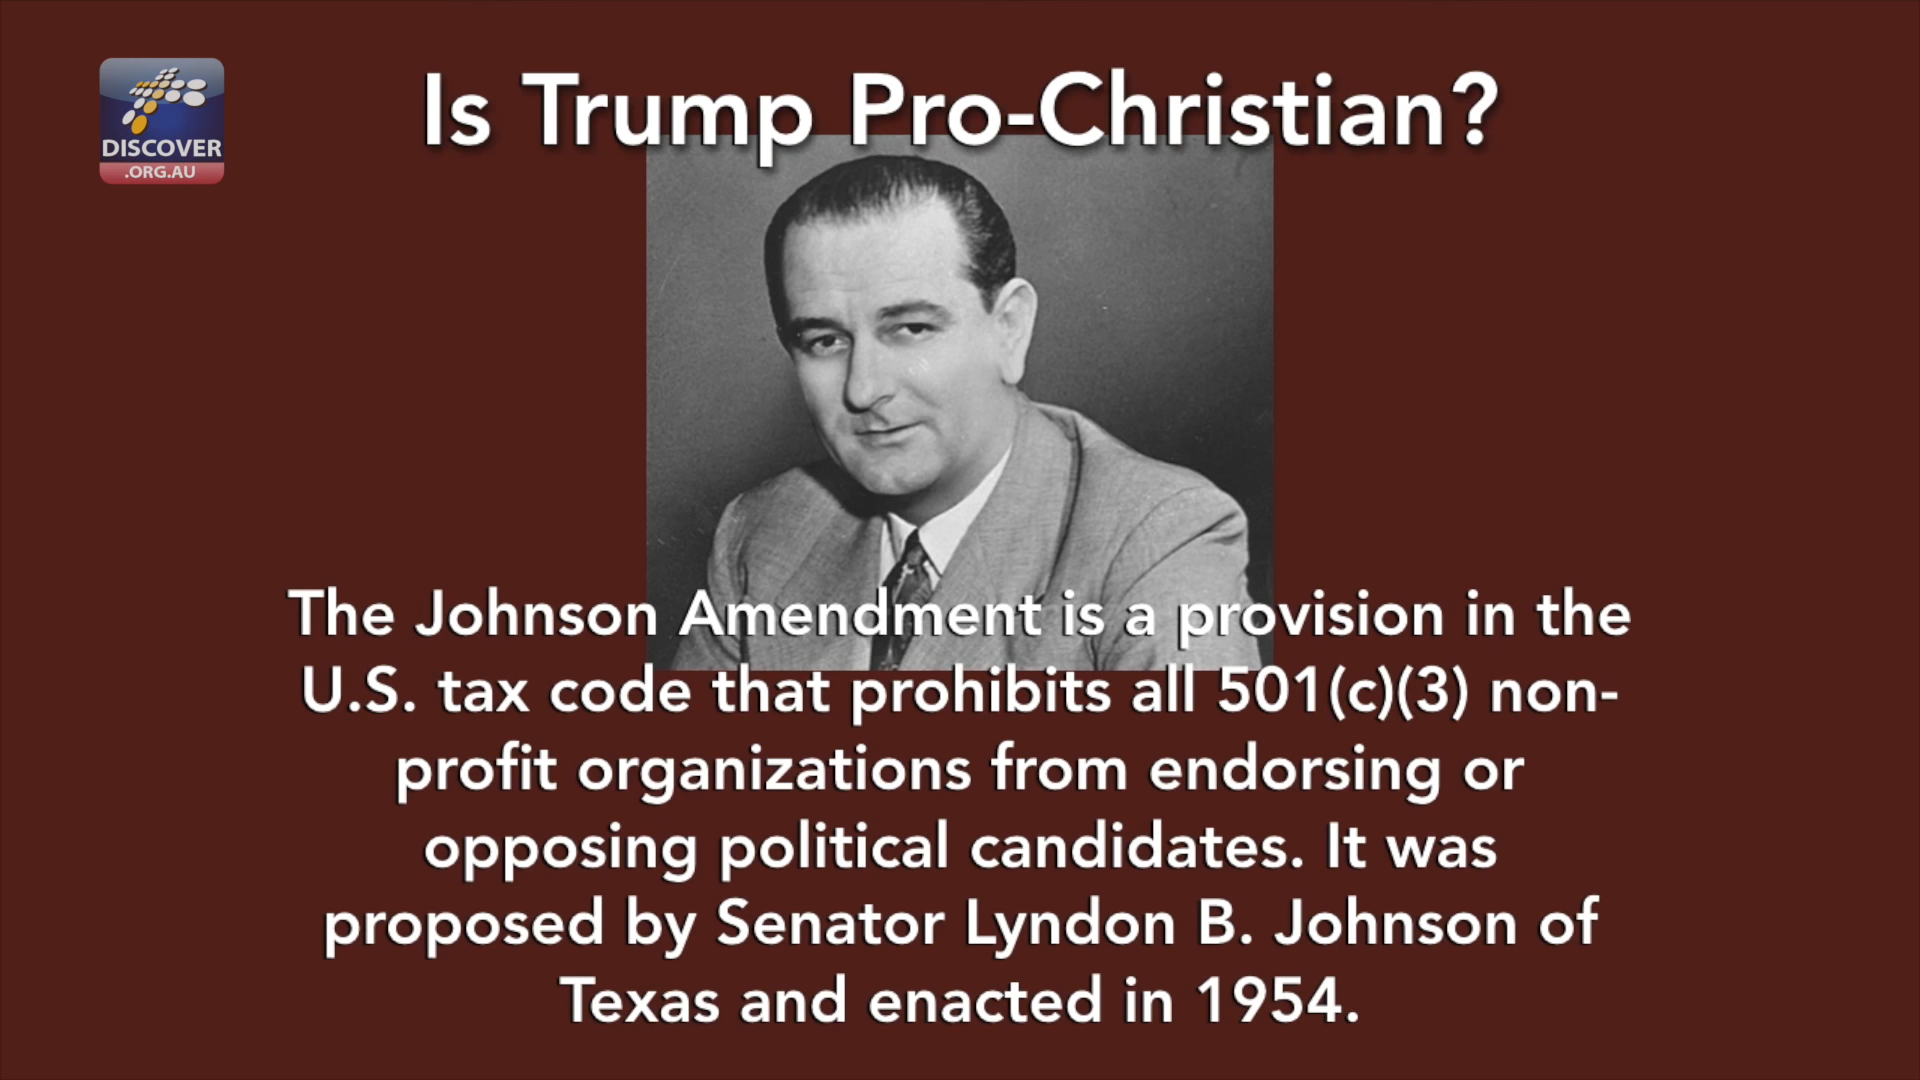 DISCOVER
.ORG.AU
Is Trump Pro-Christian?
The Johnson Amendment is a provision in the
U.S. tax code that prohibits all 501(c)(3) non-
profit organizations from endorsing or
opposing political candidates. It was
proposed by Senator Lyndon B. Johnson of
Texas and enacted in 1954.